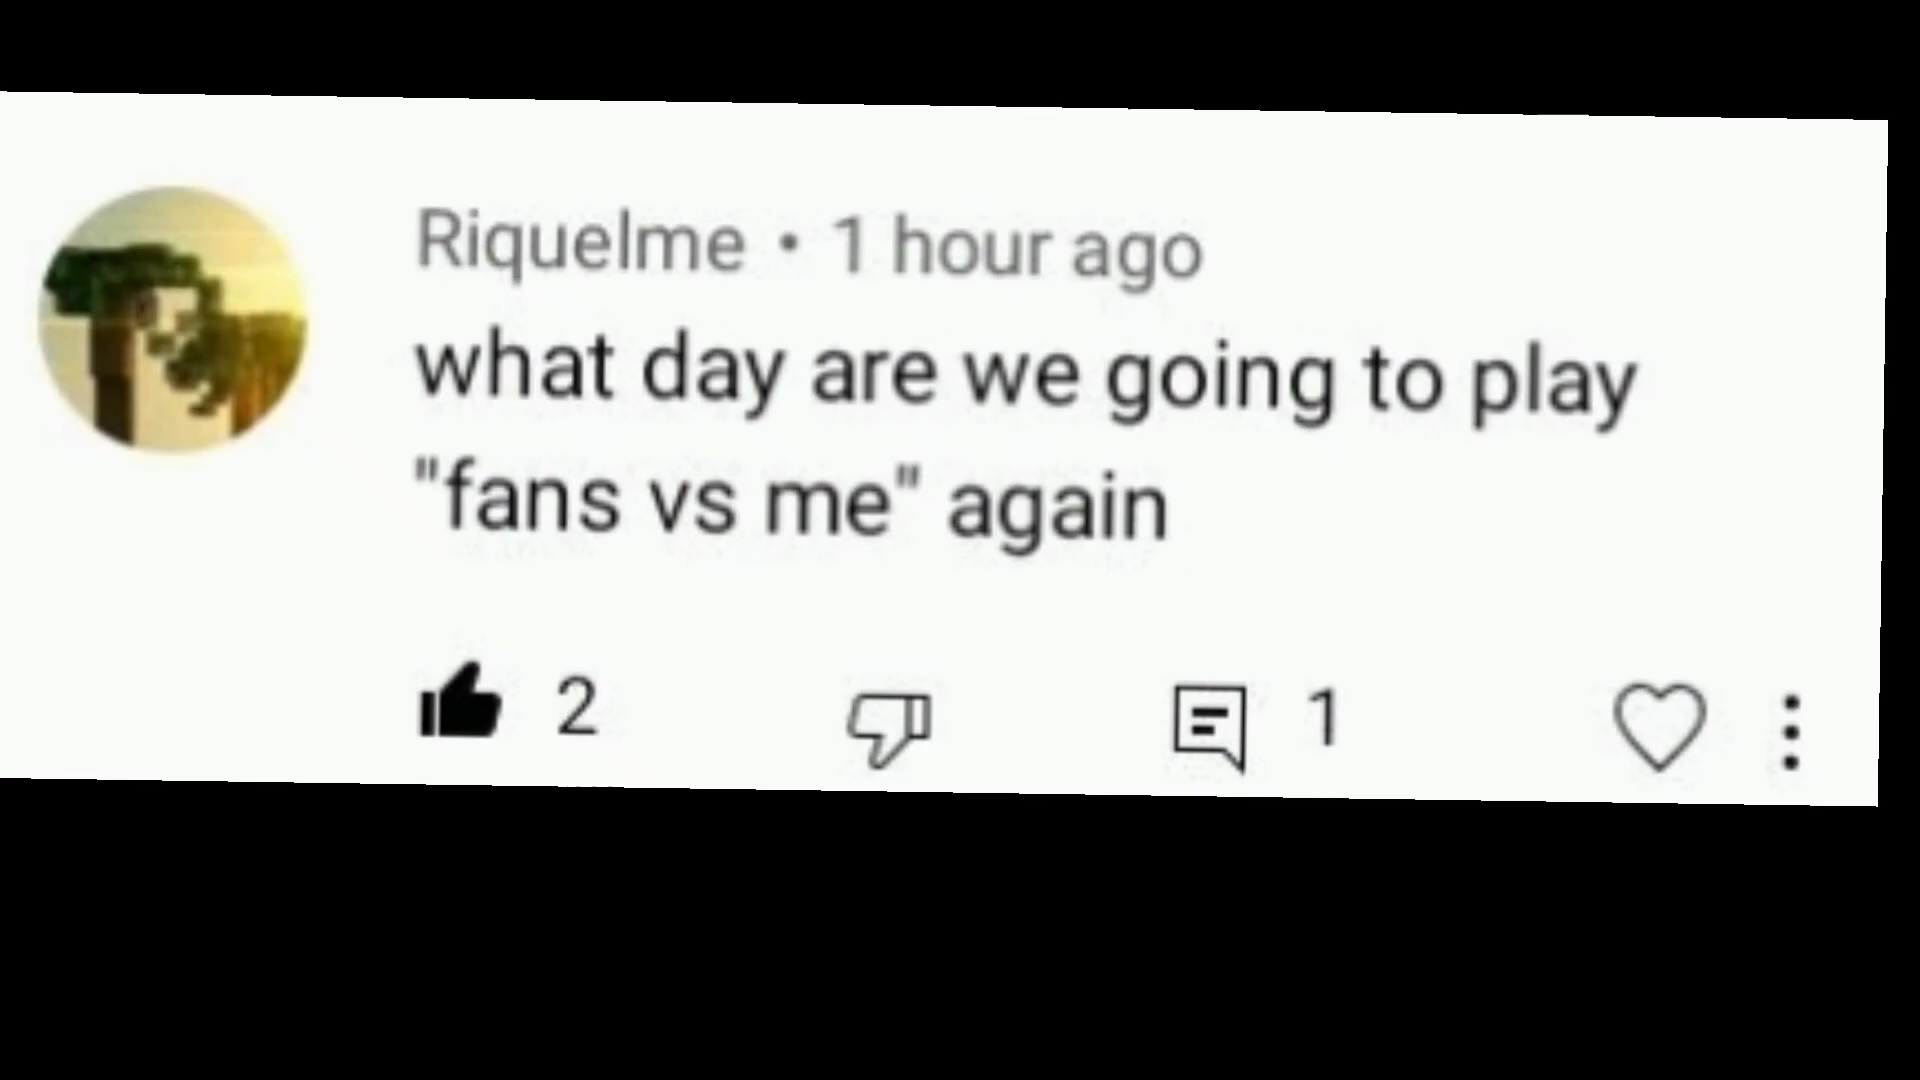 Riquelme • 1 hour ago
what day are we going to play
"fans vs me" again
2 1